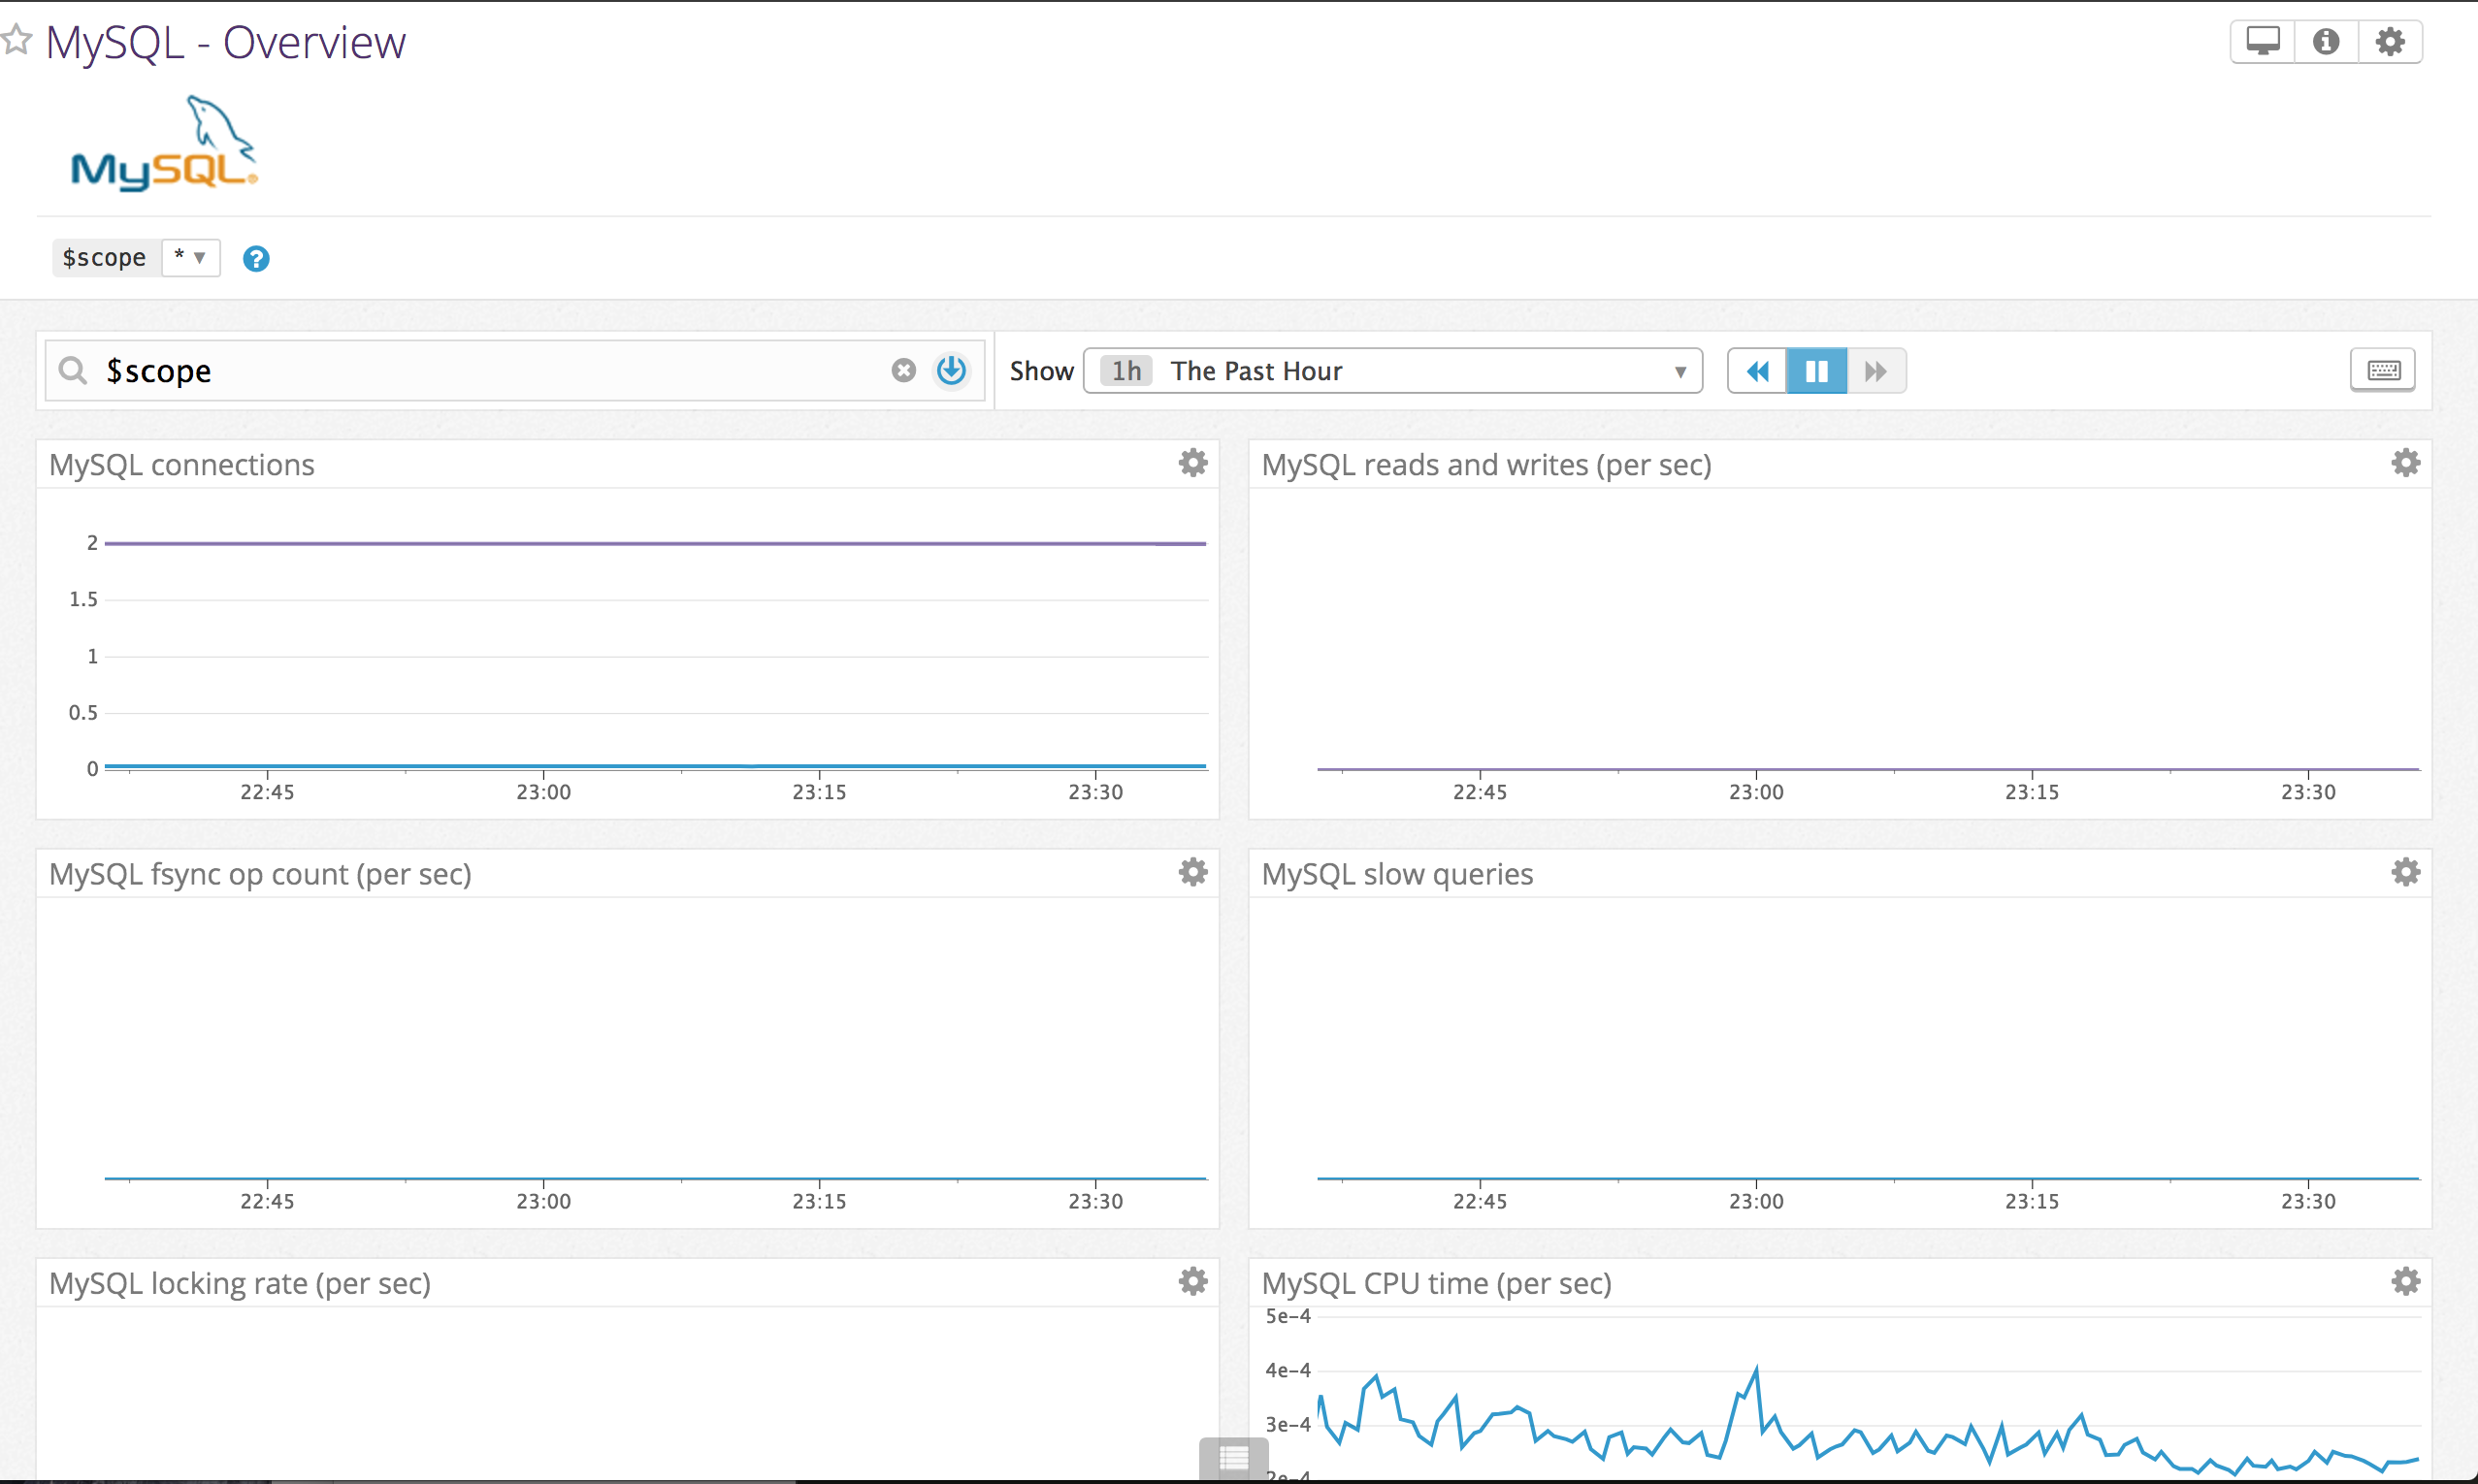 MySQL - Overview
MySQL®
$scope * ▼ ?
$scope
Show 1h The Past Hour ▼
MySQL connections
2
1.5
1
0.5
0
22:45 23:00 23:15 23:30
MySQL reads and writes (per sec)
22:45 23:00 23:15 23:30
MySQL fsync op count (per sec)
22:45 23:00 23:15 23:30
MySQL slow queries
22:45 23:00 23:15 23:30
MySQL locking rate (per sec)
MySQL CPU time (per sec)
5e-4
4e-4
3e-4
2e-4